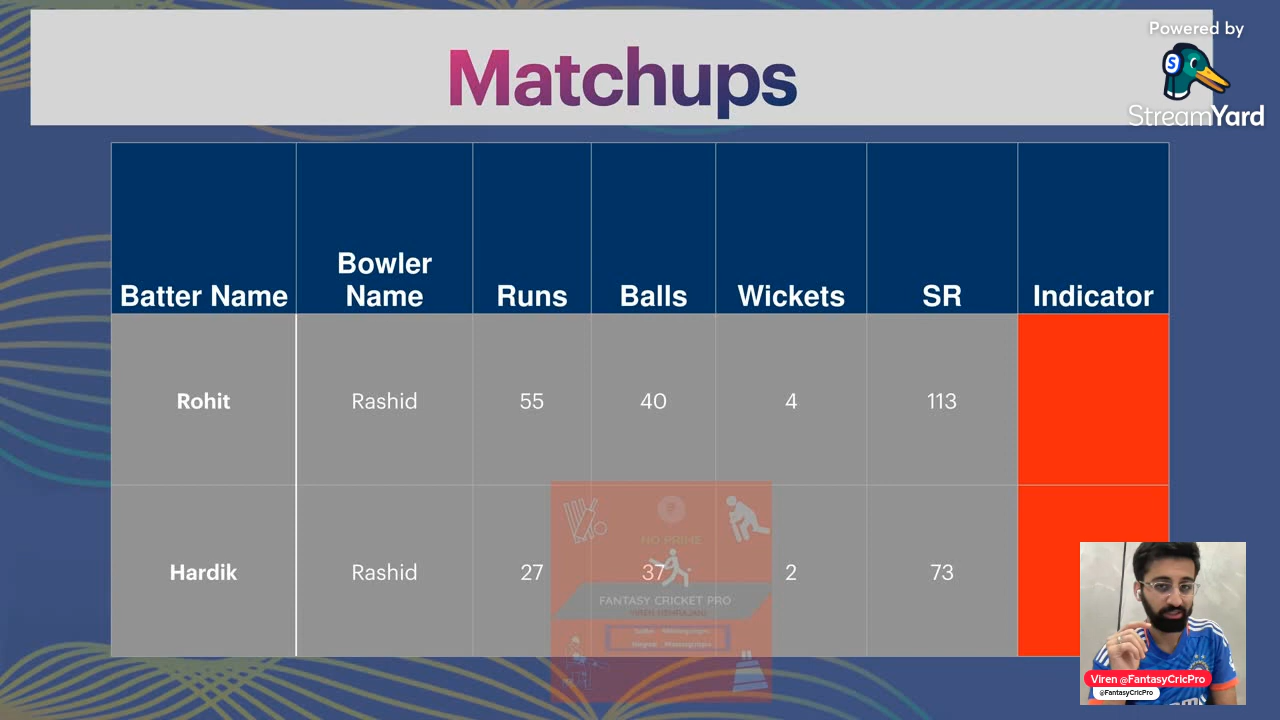 Powered by
S
StreamYard
Matchups
Batter Name
Bowler
Name
Runs
Balls
Wickets
SR
Indicator
Rohit
Rashid
55
40
4
113
Hardik
Rashid
27
37
2
73
NO PRIME
FANTASY CRICKET PRO
Viren @FantasyCricPro
@FantasyCricPro